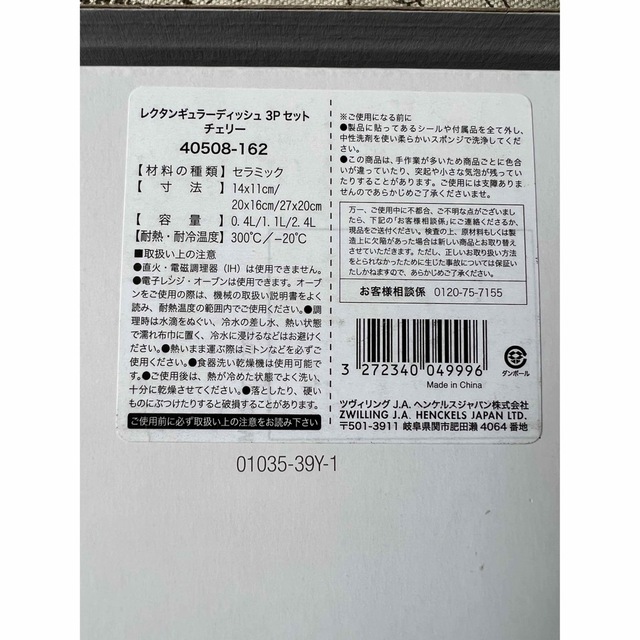 レクタンギュラーディッシュ 3P セット
チェリー
40508-162
【材料の種類】セラミック
【寸　法】14x11cm/
20x16cm/27x20cm
【容　量】0.4L/1.1L/2.4L
【耐熱・耐冷温度】300℃/-20℃
■取扱い上の注意
●直火・電磁調理器（IH）は使用できません。
●電子レンジ・オーブンは使用できます。オーブ
ンをご使用の際は、機械の取扱い説明書をよく
読み、耐熱温度の範囲内でご使用ください。●調
理時は水滴をぬぐい、冷水の差し水、熱い状態
で濡れ布巾に置く、冷水に浸けるなどはお避けく
ださい。●熱いまま運ぶ際はミトンなどを必ずご
使用ください。●食器洗い乾燥機は使用可能で
す。●ご使用後は、熱が冷めた状態でよく洗い、
十分に乾燥させてください。●落としたり、硬い
ものにぶつけたりすると破損することがあります。
ご使用前に必ず取扱い上の注意をお読み下さい
※ご使用になる前に
●製品に貼ってあるシールや付属品を全て外し、
中性洗剤を使い柔らかいスポンジで洗浄してくだ
さい。
●この商品は、手作業が多いため商品ごとに色合
いが違っていたり、突起や小さな気泡が残ってい
たりすることがあります。ご使用には支障ありませ
んのであらかじめご了承ください。
万一、ご使用中に不都合、ご不明な点がございまし
たら、下記の「お客様相談係」にご連絡くださるか、
現品をご送付ください。検査の上、原材料もしくは製
造上に欠陥があった場合は新しい商品とお取替えさ
せていただきます。ただし、正しいお取り扱い方法
をとられなかったために生じた事故については保証い
たしかねますので、あらかじめご了承ください。
お客様相談係 0120-75-7155
3 272340 049996
Made in China
ダンボール
ツヴィリング J.A. ヘンケルスジャパン株式会社
ZWILLING J.A. HENCKELS JAPAN LTD.
〒501-3911 岐阜県関市肥田瀬 4064 番地
01035-39Y-1